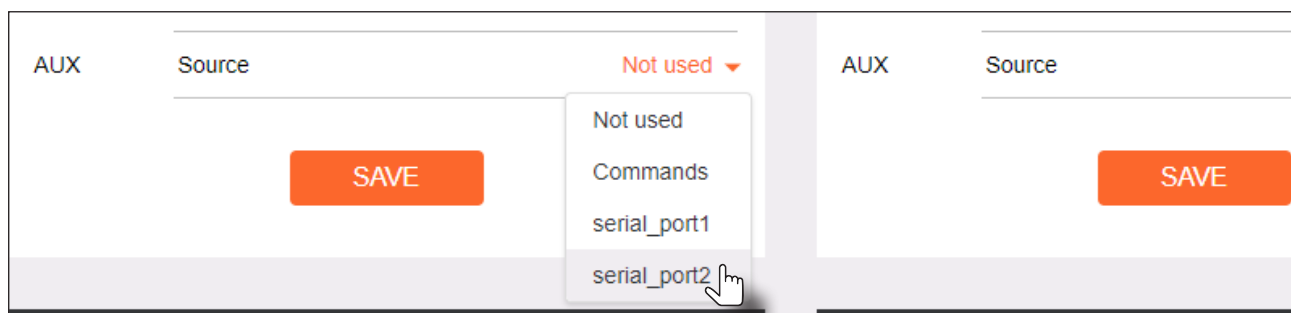 AUX Source Not used
Not used
Commands
serial_port1
serial_port2
SAVE
AUX Source
SAVE